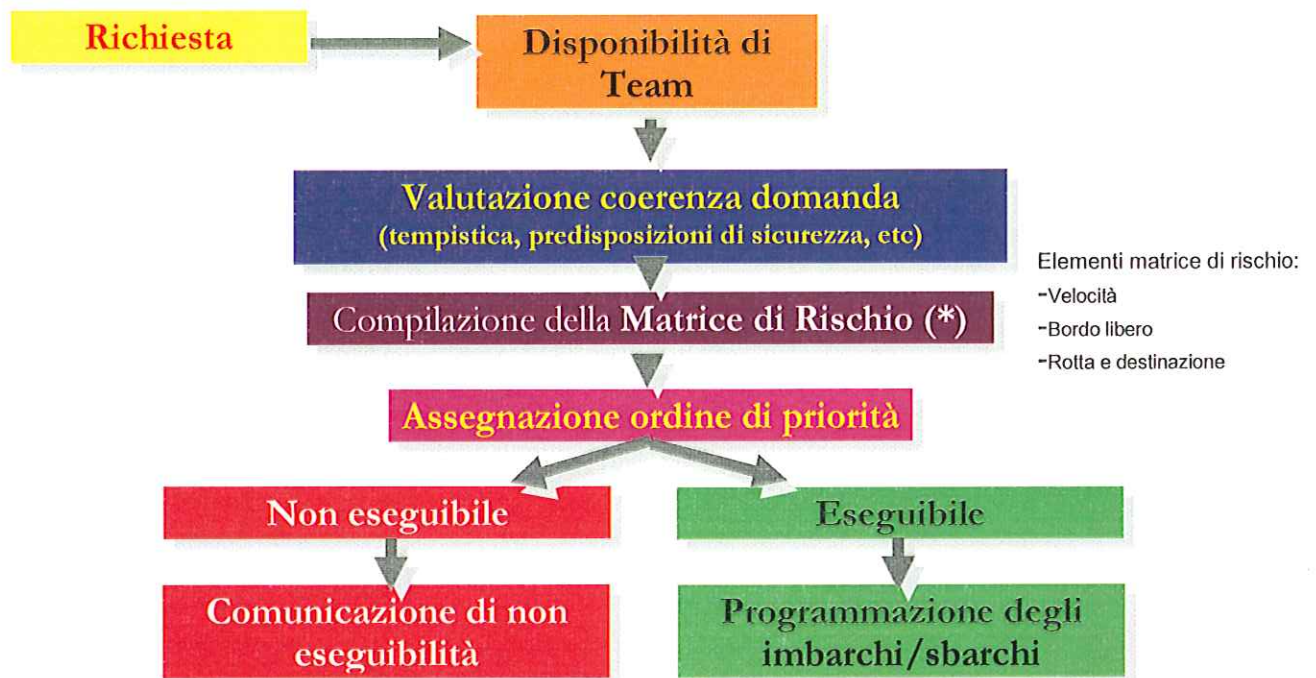 Richiesta
Disponibilità di
Team
Valutazione coerenza domanda
(tempistica, predisposizioni di sicurezza, etc)
Compilazione della Matrice di Rischio (*)
Elementi matrice di rischio:
-Velocità
-Bordo libero
-Rotta e destinazione
Assegnazione ordine di priorità
Non eseguibile
Eseguibile
Comunicazione di non
eseguibilità
Programmazione degli
imbarchi/sbarchi